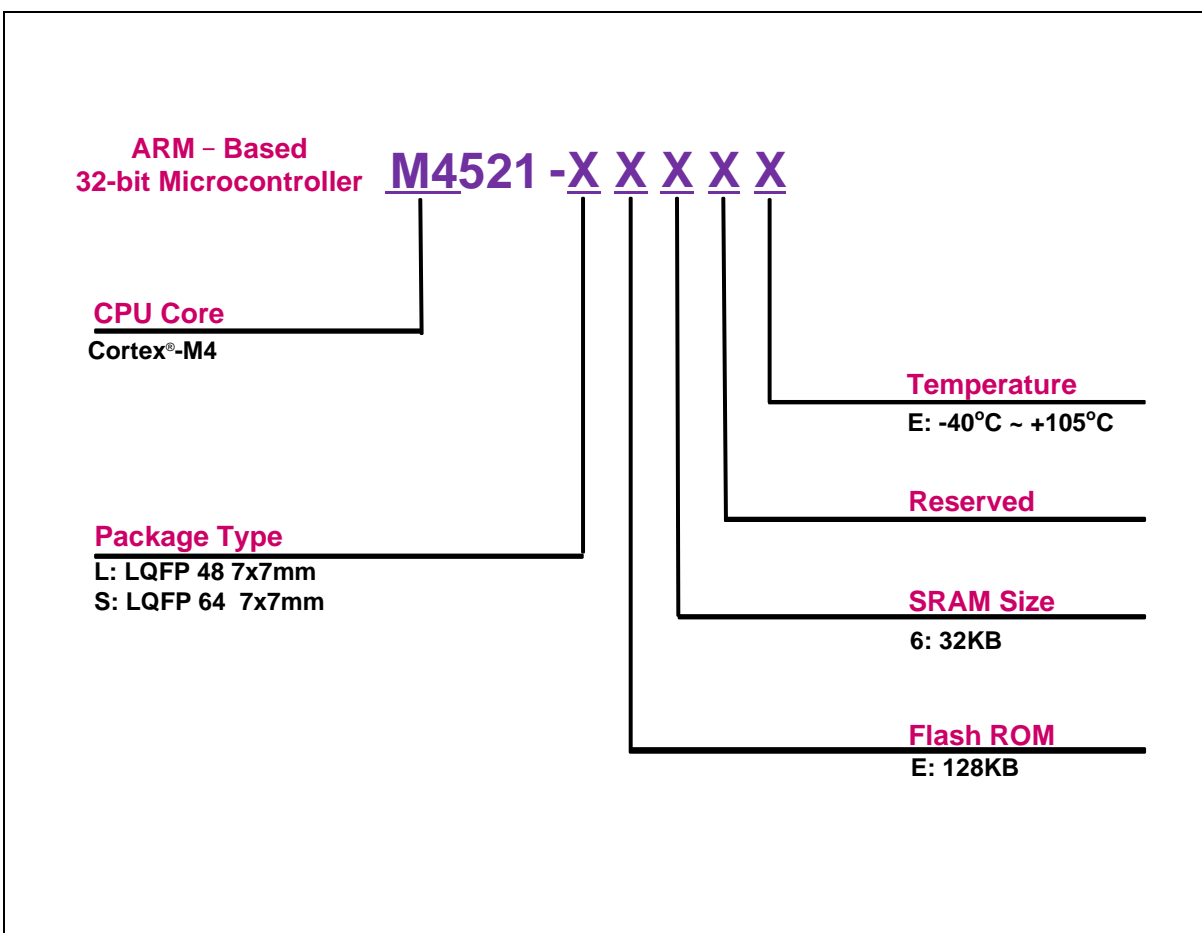 ARM – Based
32-bit Microcontroller
M4521 -X X X X X
CPU Core
Cortex®-M4
Temperature
E: -40°C ~ +105°C
Reserved
Package Type
L: LQFP 48 7x7mm
S: LQFP 64 7x7mm
SRAM Size
6: 32KB
Flash ROM
E: 128KB